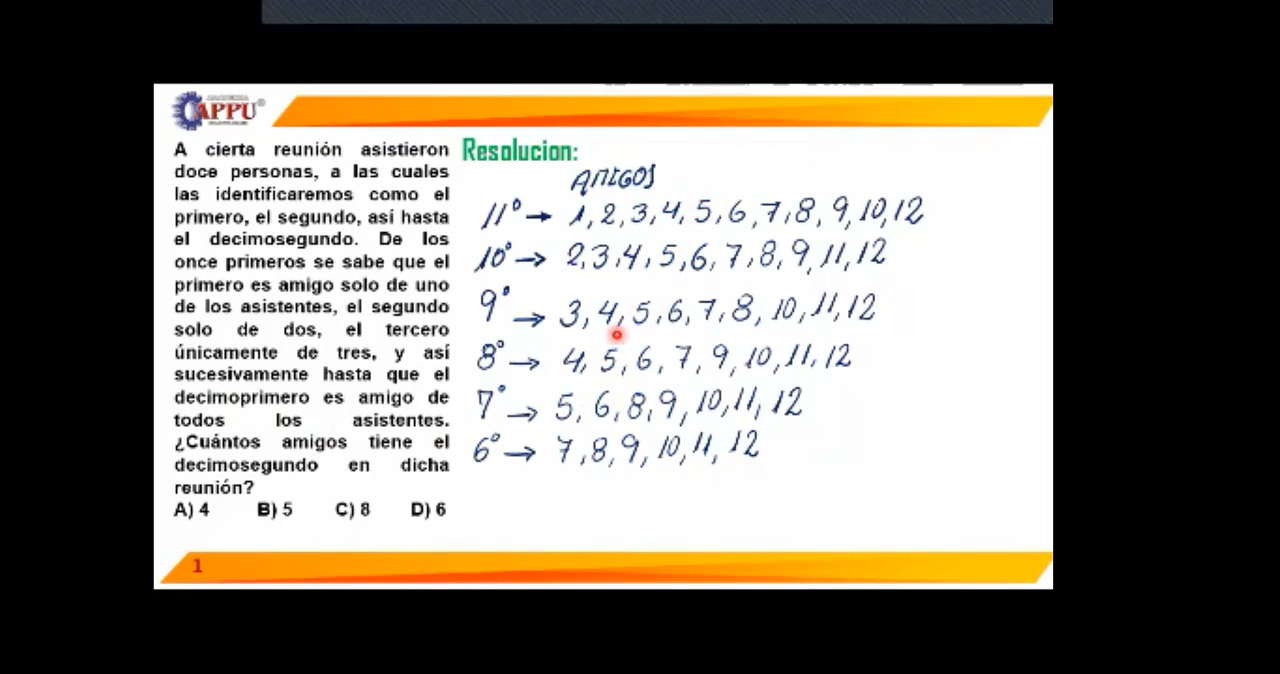 APPU®
A cierta reunión asistieron
doce personas, a las cuales
las identificaremos como el
primero, el segundo, así hasta
el decimosegundo. De los
once primeros se sabe que el
primero es amigo solo de uno
de los asistentes, el segundo
solo de dos, el tercero
únicamente de tres, y así
sucesivamente hasta que el
decimoprimero es amigo de
todos los asistentes.
¿Cuántos amigos tiene el
decimosegundo en dicha
reunión?
A) 4 B) 5 C) 8 D) 6
Resolucion:
AMIGOS
11° → 1, 2, 3, 4, 5, 6, 7, 8, 9, 10, 12
10° → 2, 3, 4, 5, 6, 7, 8, 9, 11, 12
9° → 3, 4, 5, 6, 7, 8, 10, 11, 12
8° → 4, 5, 6, 7, 9, 10, 11, 12
7° → 5, 6, 8, 9, 10, 11, 12
6° → 7, 8, 9, 10, 11, 12
1